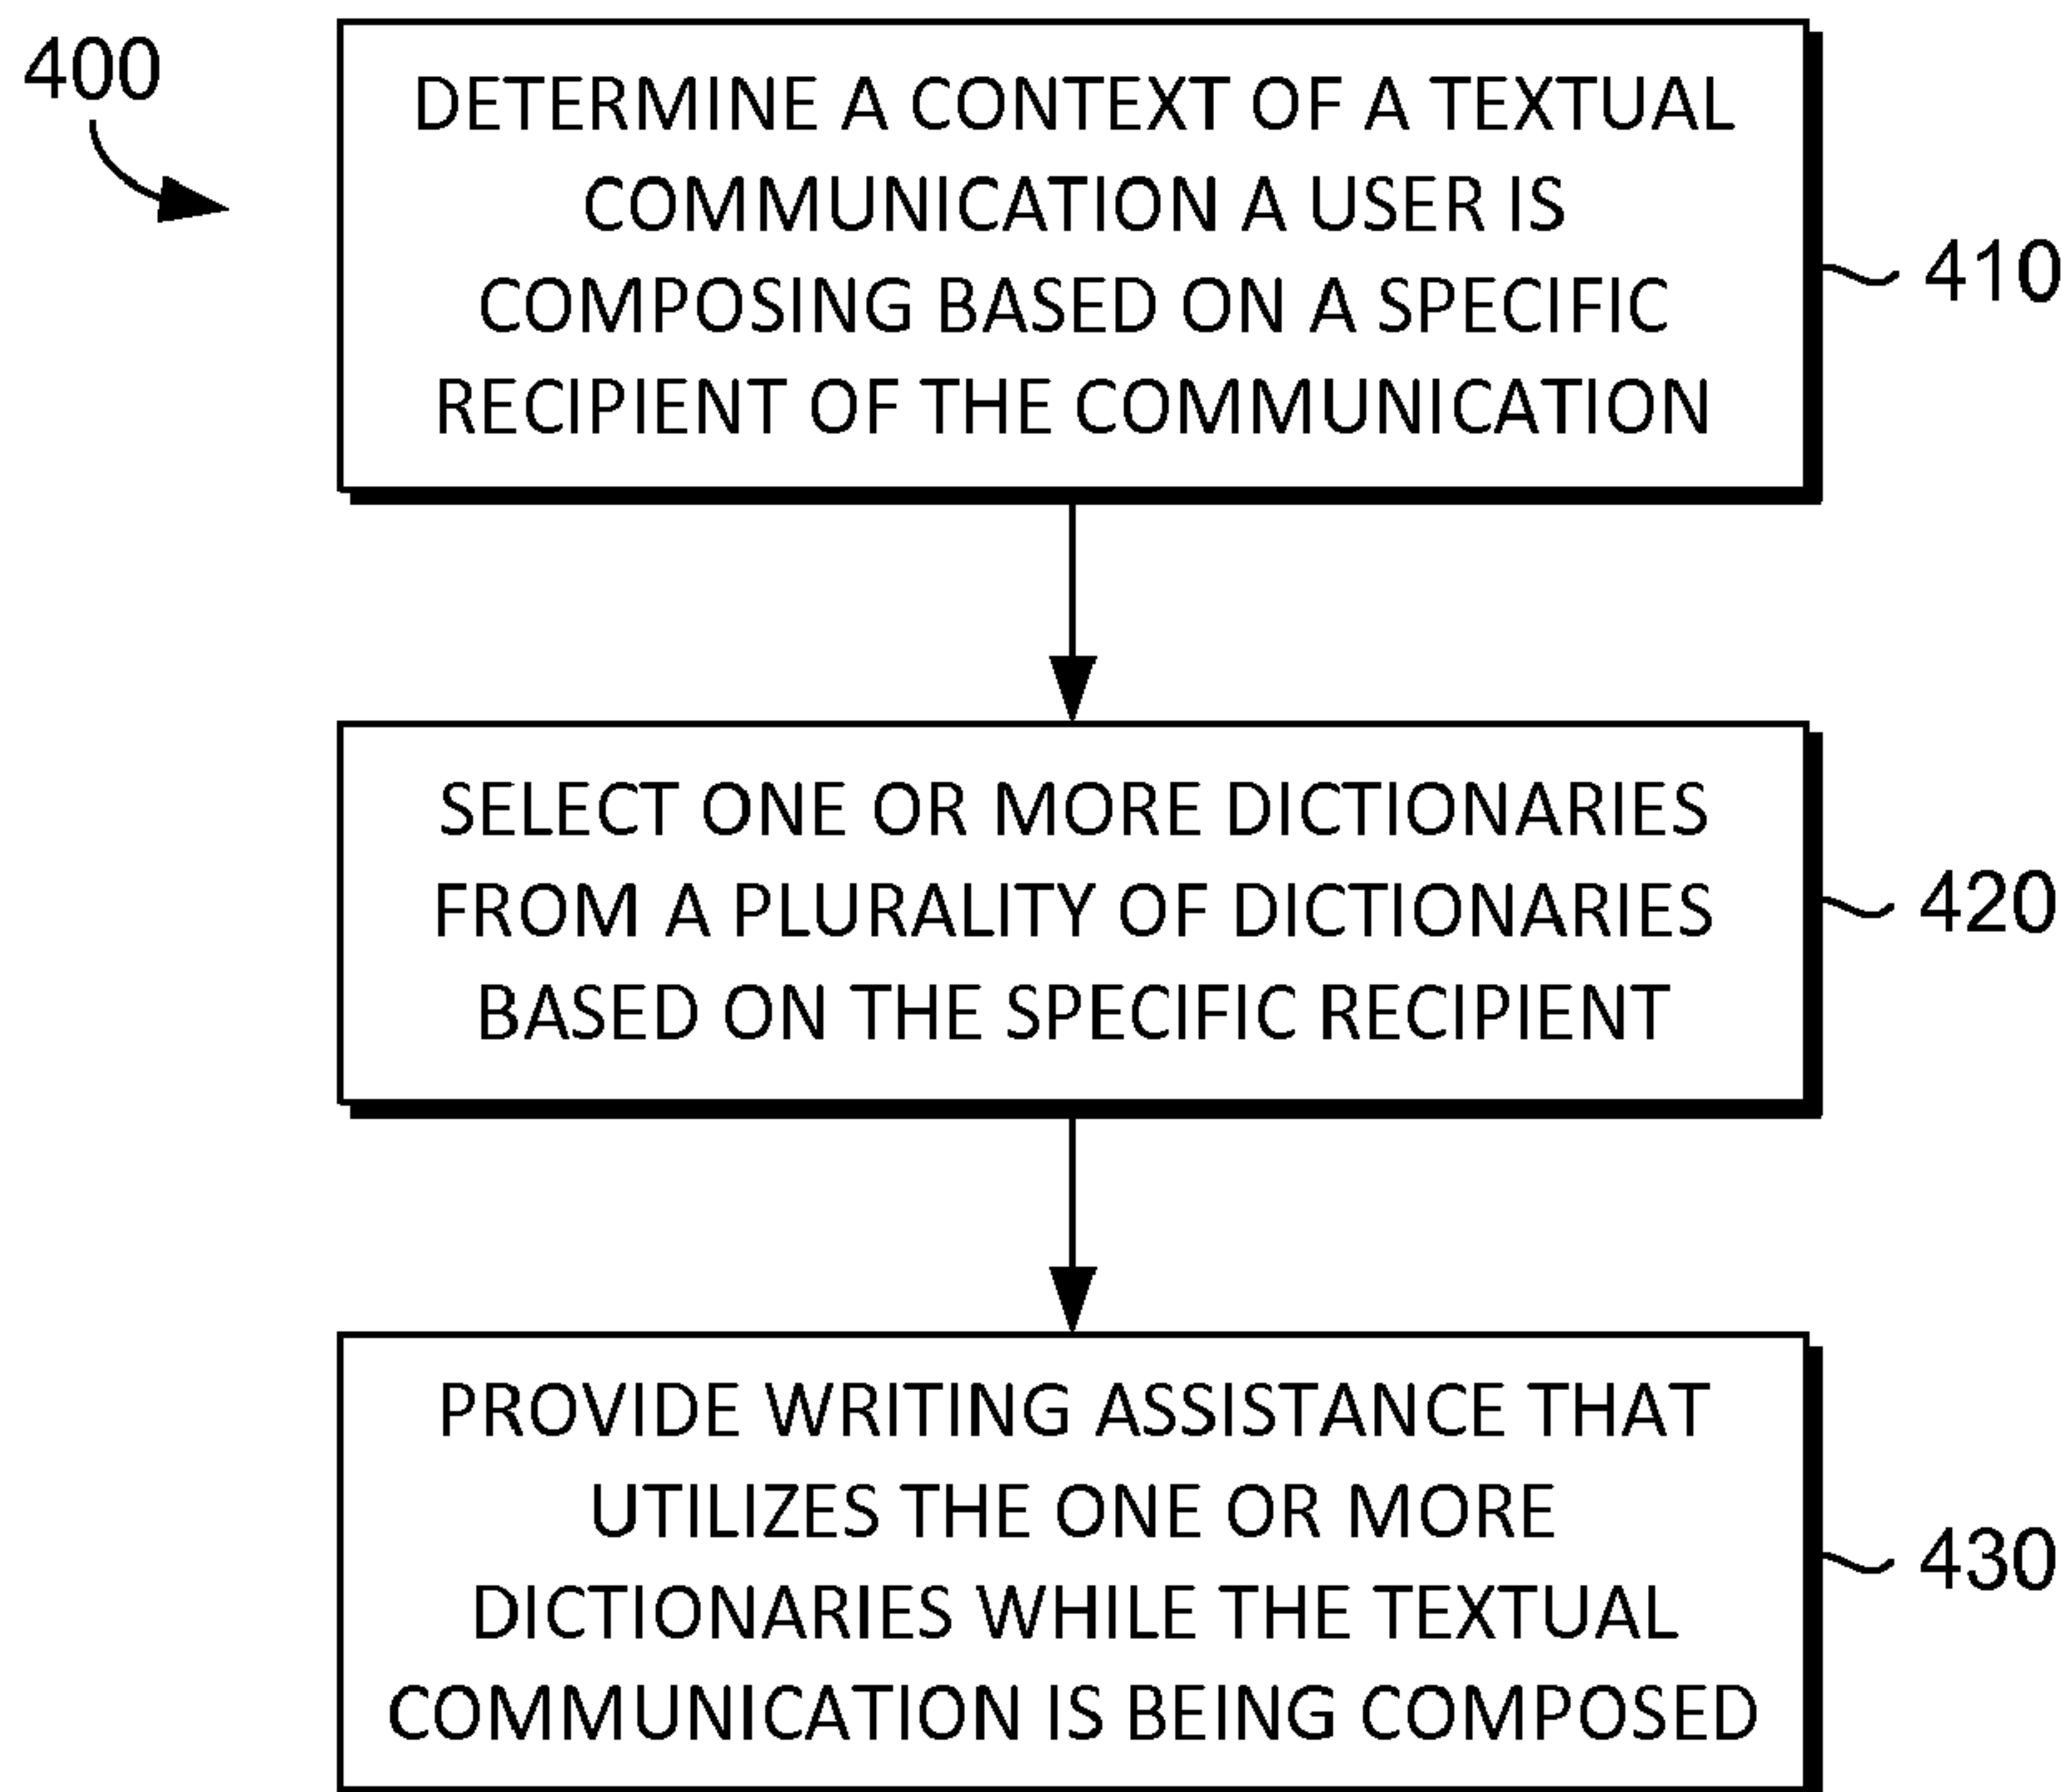 400
DETERMINE A CONTEXT OF A TEXTUAL
COMMUNICATION A USER IS
COMPOSING BASED ON A SPECIFIC
RECIPIENT OF THE COMMUNICATION
410
SELECT ONE OR MORE DICTIONARIES
FROM A PLURALITY OF DICTIONARIES
BASED ON THE SPECIFIC RECIPIENT
420
PROVIDE WRITING ASSISTANCE THAT
UTILIZES THE ONE OR MORE
DICTIONARIES WHILE THE TEXTUAL
COMMUNICATION IS BEING COMPOSED
430